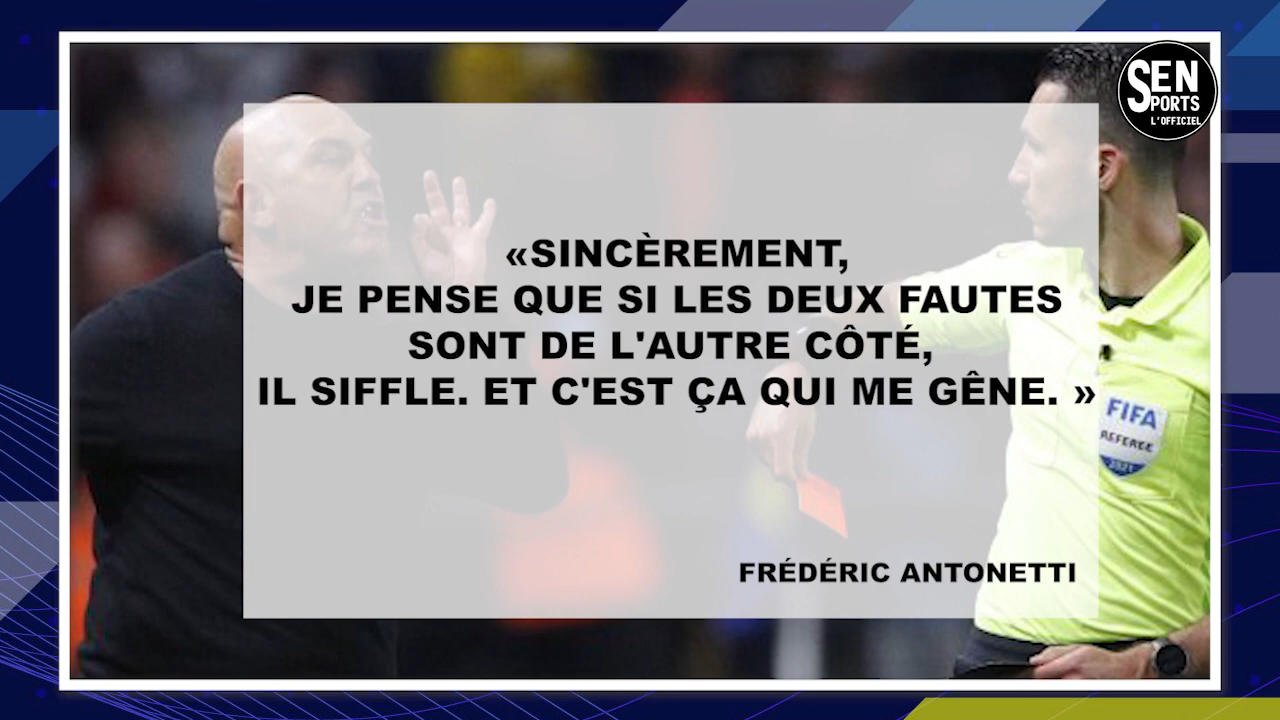 SEN
SPORTS
L'OFFICIEL
«SINCÈREMENT,
JE PENSE QUE SI LES DEUX FAUTES
SONT DE L'AUTRE CÔTÉ,
IL SIFFLE. ET C'EST ÇA QUI ME GÊNE. »
FIFA
REFEREE
2021
FRÉDÉRIC ANTONETTI